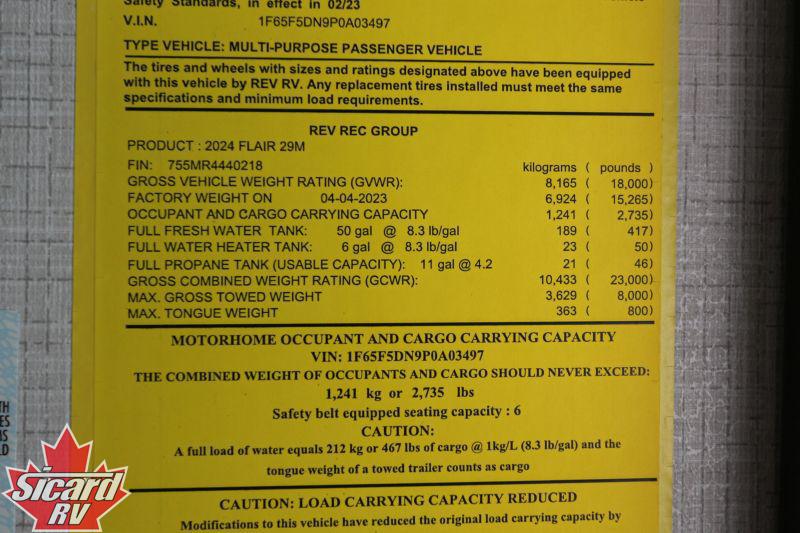 Safety Standards, in effect in 02/23
V.I.N. 1F65F5DN9P0A03497
TYPE VEHICLE: MULTI-PURPOSE PASSENGER VEHICLE
The tires and wheels with sizes and ratings designated above have been equipped
with this vehicle by REV RV. Any replacement tires installed must meet the same
specifications and minimum load requirements.
REV REC GROUP
PRODUCT : 2024 FLAIR 29M
FIN: 755MR4440218 kilograms ( pounds )
GROSS VEHICLE WEIGHT RATING (GVWR): 8,165 ( 18,000)
FACTORY WEIGHT ON 04-04-2023 6,924 ( 15,265)
OCCUPANT AND CARGO CARRYING CAPACITY 1,241 ( 2,735)
FULL FRESH WATER TANK: 50 gal @ 8.3 lb/gal 189 ( 417)
FULL WATER HEATER TANK: 6 gal @ 8.3 lb/gal 23 ( 50)
FULL PROPANE TANK (USABLE CAPACITY): 11 gal @ 4.2 21 ( 46)
GROSS COMBINED WEIGHT RATING (GCWR): 10,433 ( 23,000)
MAX. GROSS TOWED WEIGHT 3,629 ( 8,000)
MAX. TONGUE WEIGHT 363 ( 800)
MOTORHOME OCCUPANT AND CARGO CARRYING CAPACITY
VIN: 1F65F5DN9P0A03497
THE COMBINED WEIGHT OF OCCUPANTS AND CARGO SHOULD NEVER EXCEED:
1,241 kg or 2,735 lbs
Safety belt equipped seating capacity : 6
CAUTION:
A full load of water equals 212 kg or 467 lbs of cargo @ 1kg/L (8.3 lb/gal) and the
tongue weight of a towed trailer counts as cargo
CAUTION: LOAD CARRYING CAPACITY REDUCED
Modifications to this vehicle have reduced the original load carrying capacity by
Sicard
RV